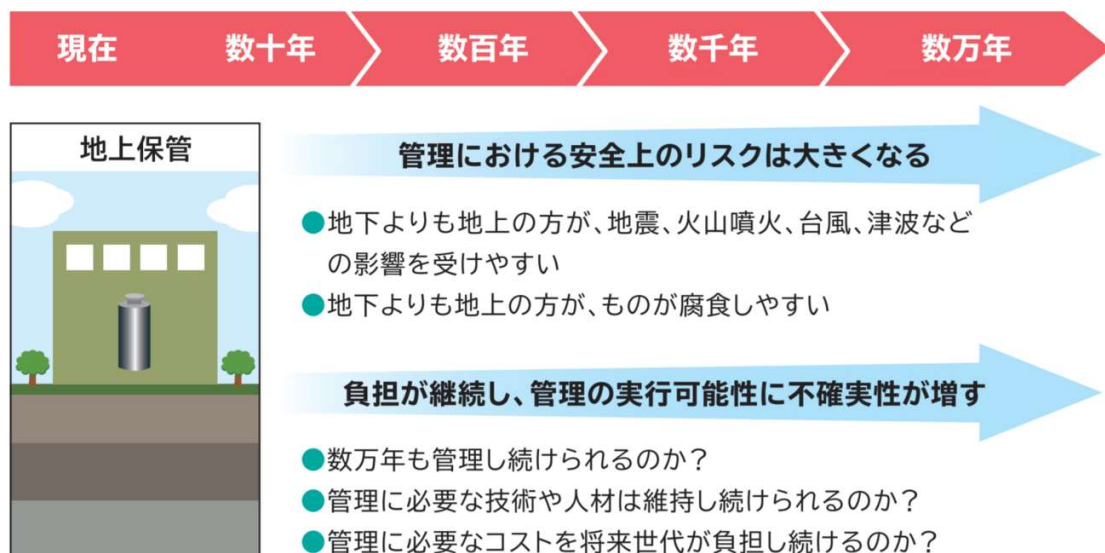 現在 数十年 数百年 数千年 数万年
地上保管
管理における安全上のリスクは大きくなる
●地下よりも地上の方が、地震、火山噴火、台風、津波など
の影響を受けやすい
●地下よりも地上の方が、ものが腐食しやすい
負担が継続し、管理の実行可能性に不確実性が増す
●数万年も管理し続けられるのか?
●管理に必要な技術や人材は維持し続けられるのか?
●管理に必要なコストを将来世代が負担し続けるのか?